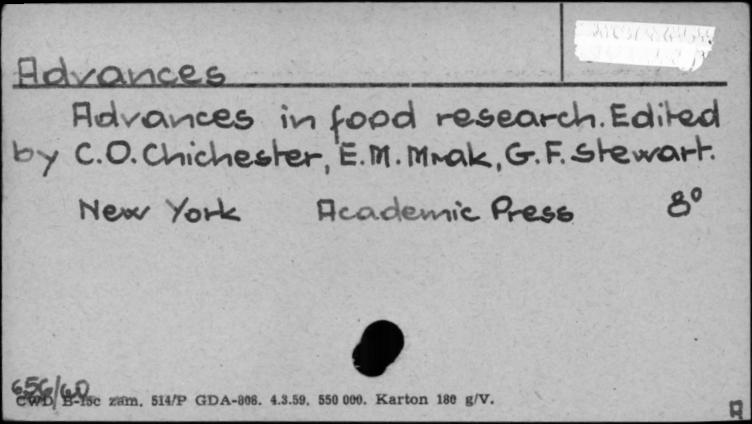 Advances
Advances in food research. Edited
by C.O. Chichester, E.M. Mrak, G.F. Stewart.
New York Academic Press 8°
656/60
CWD, B-15c zam. 514/P GDA-808. 4.3.59. 550 000. Karton 180 g/V.
A